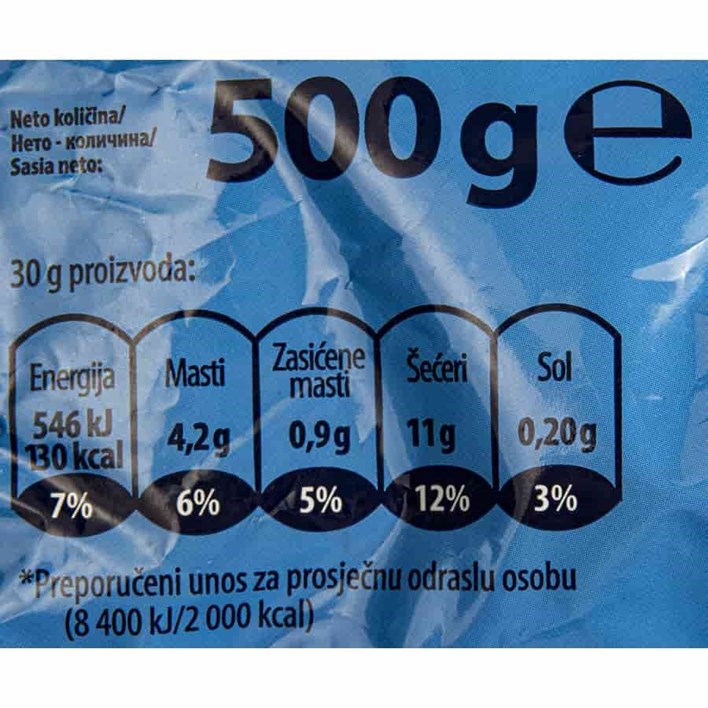 Neto količina/
Нето - количина/
Sasia neto:
500 g e
30 g proizvoda:
Energija
546 kJ
130 kcal
7%
Masti
4,2g
6%
Zasićene
masti
0,9g
5%
Šećeri
11g
12%
Sol
0,20g
3%
*Preporučeni unos za prosječnu odraslu osobu
(8 400 kJ/2 000 kcal)